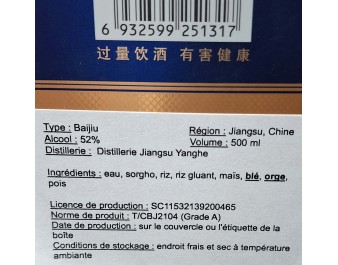 6 932599 251317
过量饮酒 有害健康
Type : Baijiu
Région : Jiangsu, Chine
Alcool : 52%
Volume : 500 ml
Distillerie : Distillerie Jiangsu Yanghe
Ingrédients : eau, sorgho, riz, riz gluant, maïs, blé, orge,
pois
Licence de production : SC11532139200465
Norme de produit : T/CBJ2104 (Grade A)
Date de production : sur le couvercle ou l'étiquette de la
boîte
Conditions de stockage : endroit frais et sec à température
ambiante